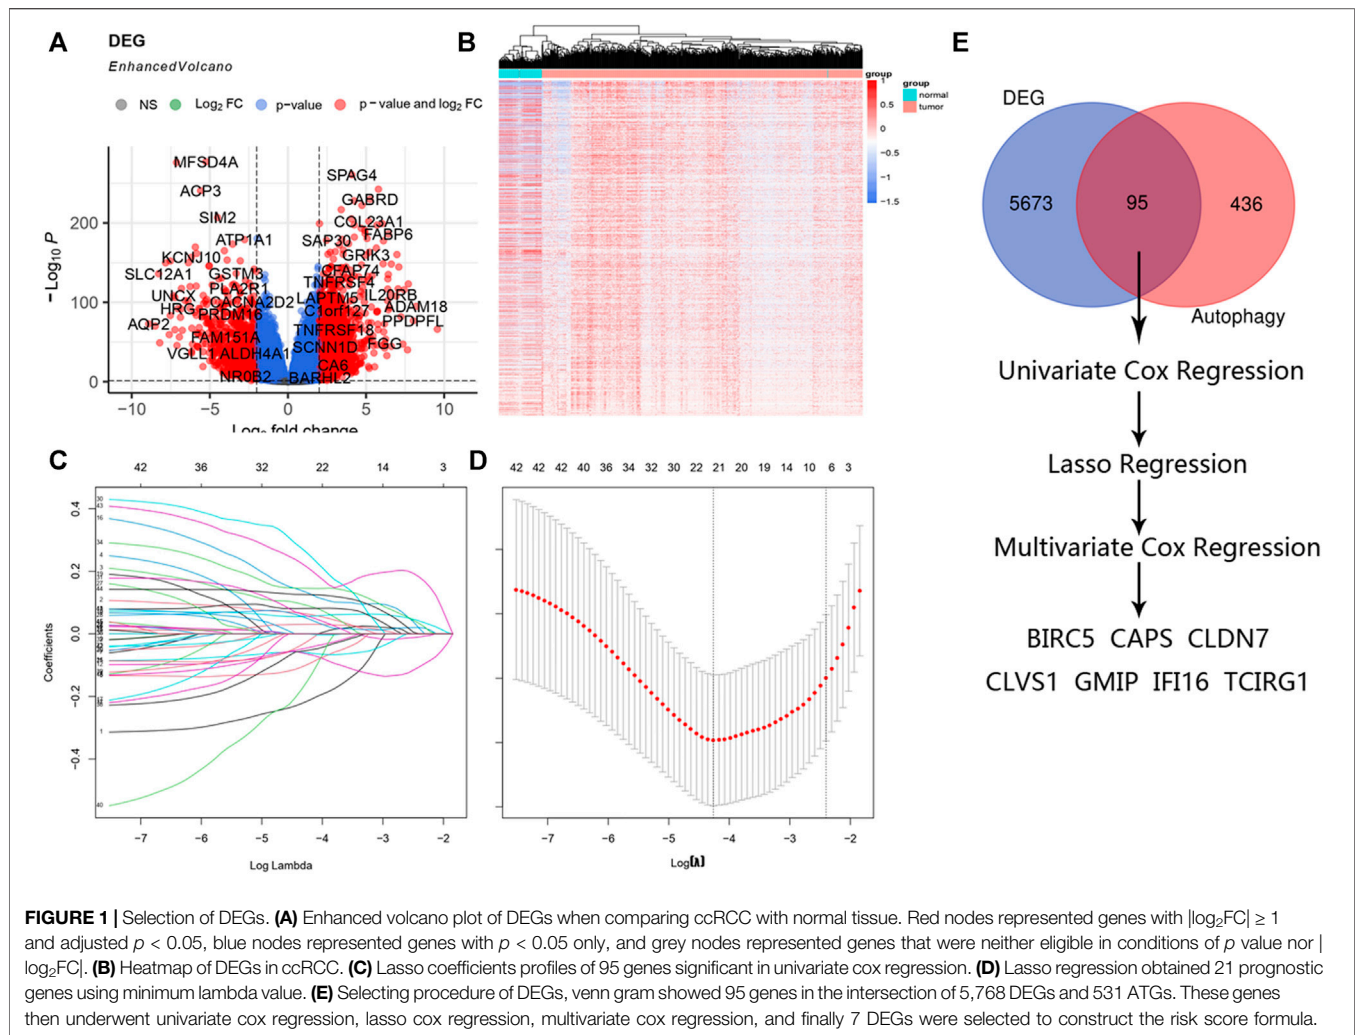 A
DEG
EnhancedVolcano
NS Log2 FC p-value p-value and log2 FC
MFSD4A
SPAG4
ACP3
GABRD
SIM2
COL23A1
FABP6
ATP1A1
SAP30
KCNJ10
GRIK3
SLC12A1
GSTM3
CFAP74
TNFRSF4
PLA2R1
UNCX
LAPTM5
IL20RB
CACNA2D2
HRG
C1orf127
ADAM18
PRDM16
AQP2
PPDPFL
TNFRSF18
FAM151A
SCNN1D
FGG
VGLL1
ALDH4A1
CA6
NR0B2
BARHL2
200
100
0
−Log10 P
−10 −5 0 5 10
Log2 fold change
B
group
1
0.5
0
−0.5
−1
−1.5
group
normal
tumor
C
42 36 32 22 14 3
0.4
0.2
0.0
−0.2
−0.4
Coefficients
30
43
16
34
4
3
2
1
40
−7 −6 −5 −4 −3 −2
Log Lambda
D
42 42 42 40 36 34 32 30 22 21 20 19 14 10 6 3
−7 −6 −5 −4 −3 −2
Log(λ)
E
DEG
5673 95 436
Autophagy
Univariate Cox Regression
Lasso Regression
Multivariate Cox Regression
BIRC5 CAPS CLDN7
CLVS1 GMIP IFI16 TCIRG1
FIGURE 1 | Selection of DEGs. (A) Enhanced volcano plot of DEGs when comparing ccRCC with normal tissue. Red nodes represented genes with |log2FC| ≥ 1
and adjusted p < 0.05, blue nodes represented genes with p < 0.05 only, and grey nodes represented genes that were neither eligible in conditions of p value nor |
log2FC|. (B) Heatmap of DEGs in ccRCC. (C) Lasso coefficients profiles of 95 genes significant in univariate cox regression. (D) Lasso regression obtained 21 prognostic
genes using minimum lambda value. (E) Selecting procedure of DEGs, venn gram showed 95 genes in the intersection of 5,768 DEGs and 531 ATGs. These genes
then underwent univariate cox regression, lasso cox regression, multivariate cox regression, and finally 7 DEGs were selected to construct the risk score formula.